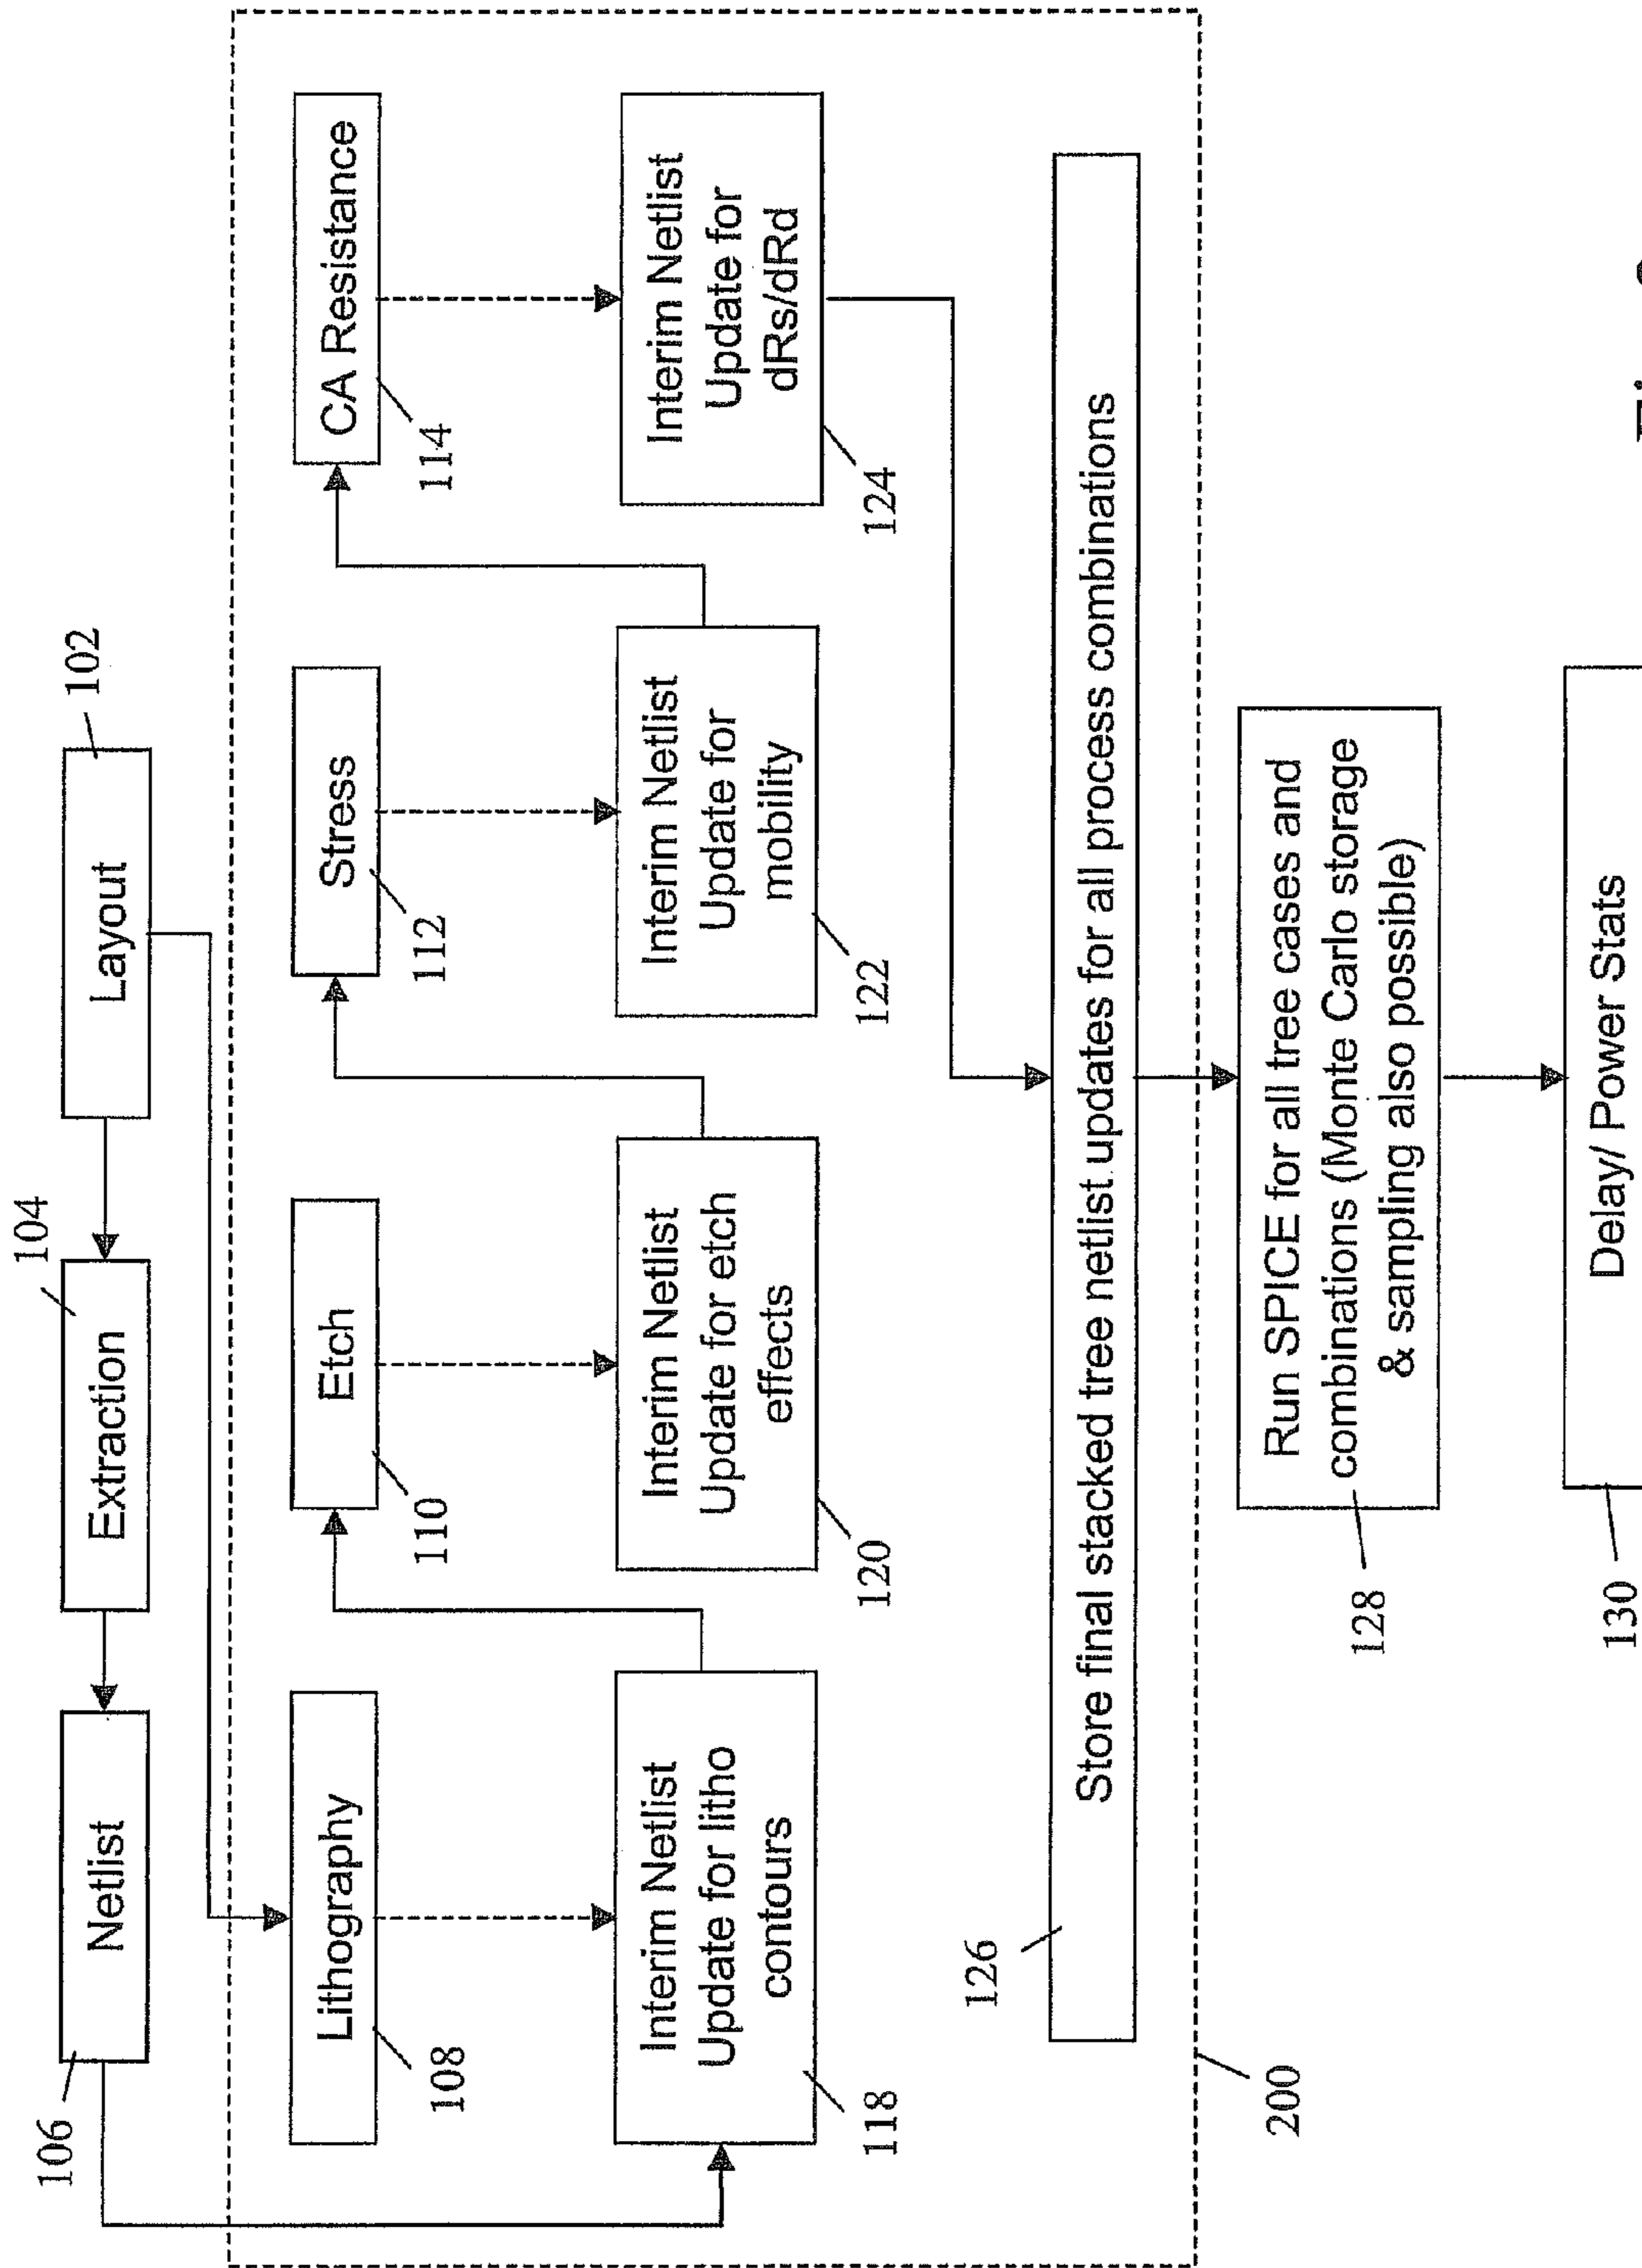 102
Layout
104
Extraction
Netlist
106
Lithography
108
Etch
110
Stress
112
CA Resistance
114
Interim Netlist
Update for litho
contours
118
Interim Netlist
Update for etch
effects
120
Interim Netlist
Update for
mobility
122
Interim Netlist
Update for
dRs/dRd
124
126
Store final stacked tree netlist updates for all process combinations
200
Run SPICE for all tree cases and
combinations (Monte Carlo storage
& sampling also possible)
128
Delay/ Power Stats
130